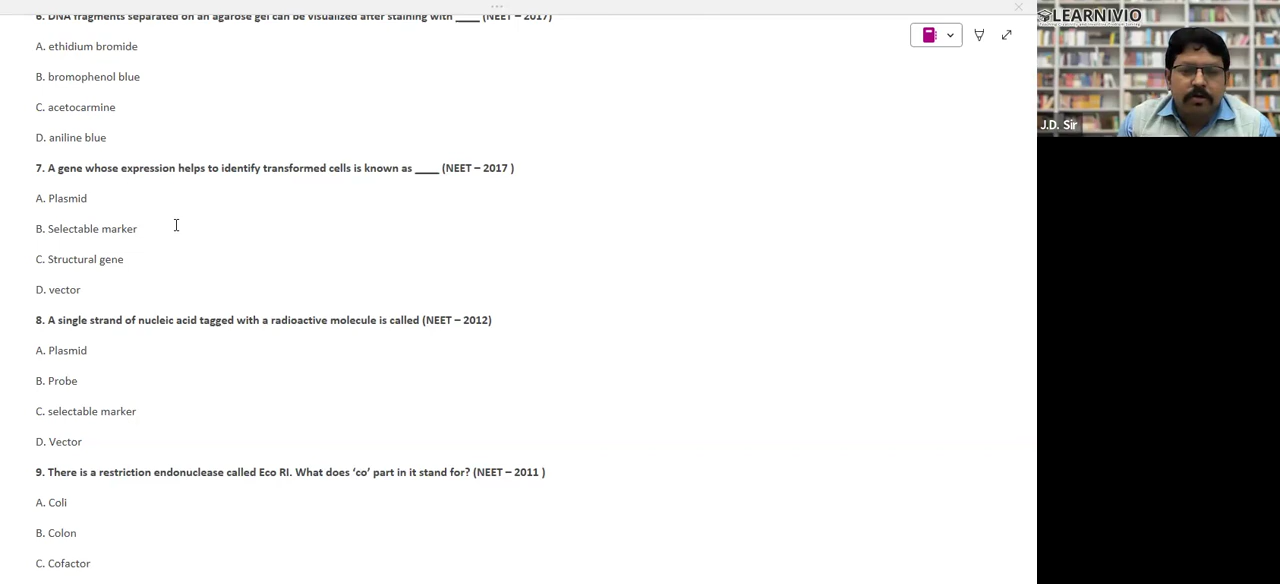 6. DNA fragments separated on an agarose gel can be visualized after staining with ____ (NEET – 2017)
A. ethidium bromide
B. bromophenol blue
C. acetocarmine
D. aniline blue
7. A gene whose expression helps to identify transformed cells is known as ____ (NEET – 2017 )
A. Plasmid
B. Selectable marker
C. Structural gene
D. vector
8. A single strand of nucleic acid tagged with a radioactive molecule is called (NEET – 2012)
A. Plasmid
B. Probe
C. selectable marker
D. Vector
9. There is a restriction endonuclease called Eco RI. What does ‘co’ part in it stand for? (NEET – 2011 )
A. Coli
B. Colon
C. Cofactor
LEARNIVIO
J.D. Sir